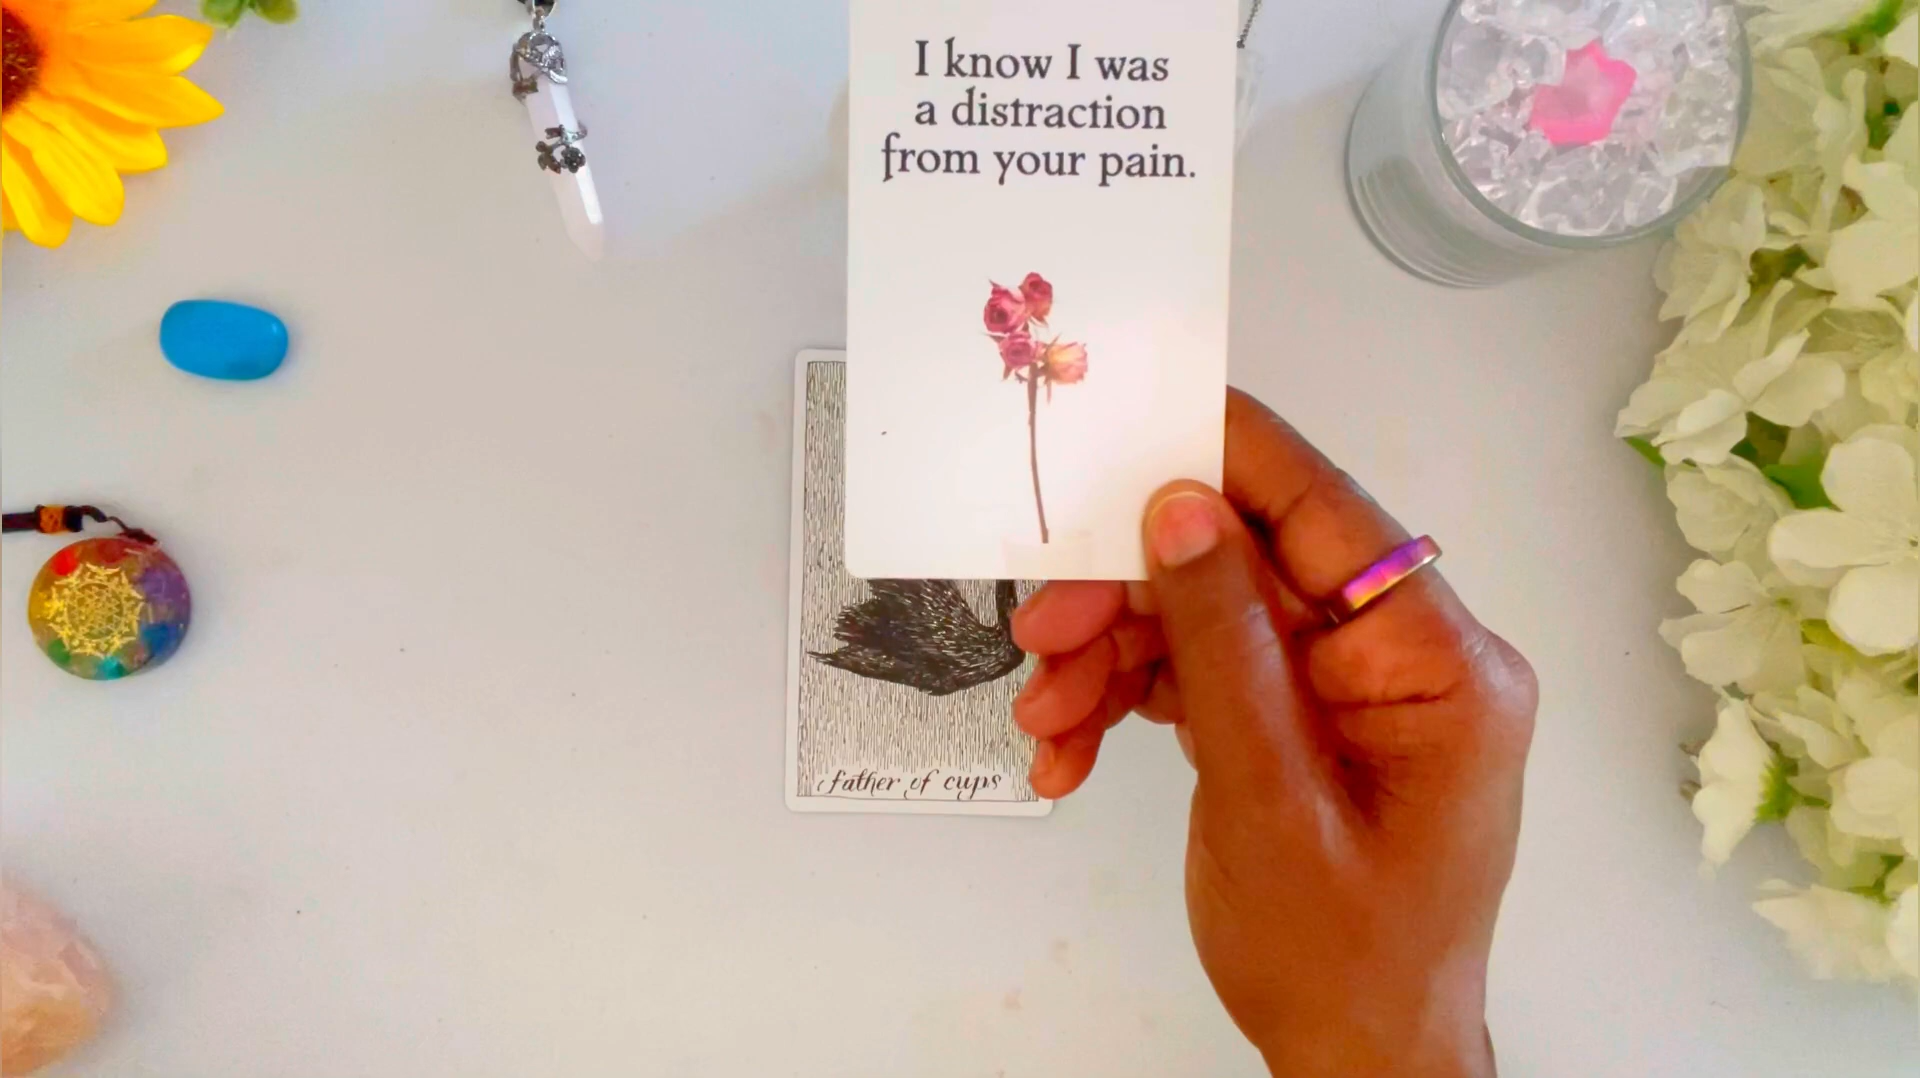 I know I was
a distraction
from your pain.
father of cups